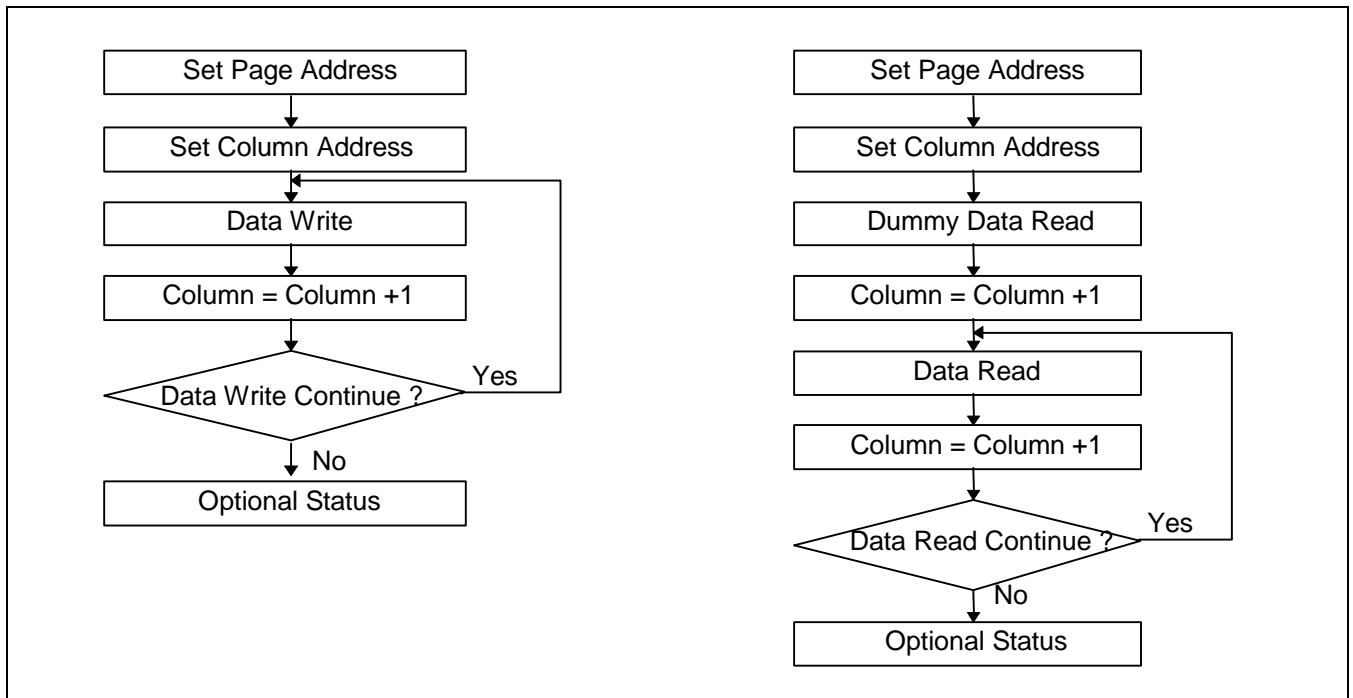 Set Page Address
Set Column Address
Data Write
Column = Column +1
Data Write Continue ?
Yes
No
Optional Status
Set Page Address
Set Column Address
Dummy Data Read
Column = Column +1
Data Read
Column = Column +1
Data Read Continue ?
Yes
No
Optional Status